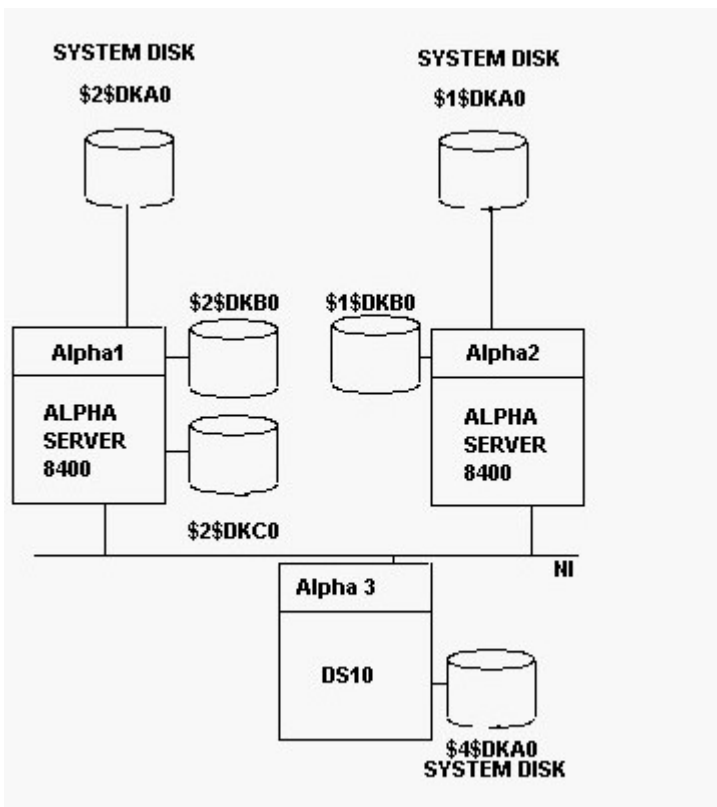 SYSTEM DISK
$2$DKA0
SYSTEM DISK
$1$DKA0
$2$DKB0
$1$DKB0
Alpha1
Alpha2
ALPHA
SERVER
8400
ALPHA
SERVER
8400
$2$DKC0
NI
Alpha 3
DS10
$4$DKA0
SYSTEM DISK